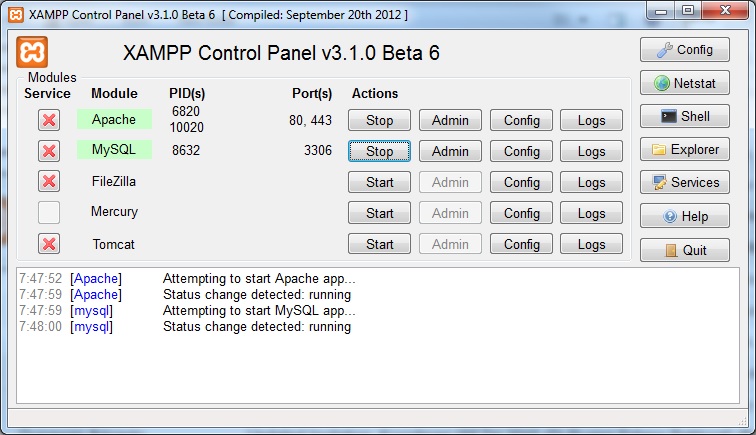 XAMPP Control Panel v3.1.0 Beta 6 [ Compiled: September 20th 2012 ]
XAMPP Control Panel v3.1.0 Beta 6
Config
Modules
Service Module PID(s) Port(s) Actions
Netstat
Apache 6820 10020 80, 443 Stop Admin Config Logs
Shell
MySQL 8632 3306 Stop Admin Config Logs
Explorer
FileZilla Start Admin Config Logs
Services
Mercury Start Admin Config Logs
Help
Tomcat Start Admin Config Logs
Quit
7:47:52 [Apache] Attempting to start Apache app...
7:47:59 [Apache] Status change detected: running
7:47:59 [mysql] Attempting to start MySQL app...
7:48:00 [mysql] Status change detected: running